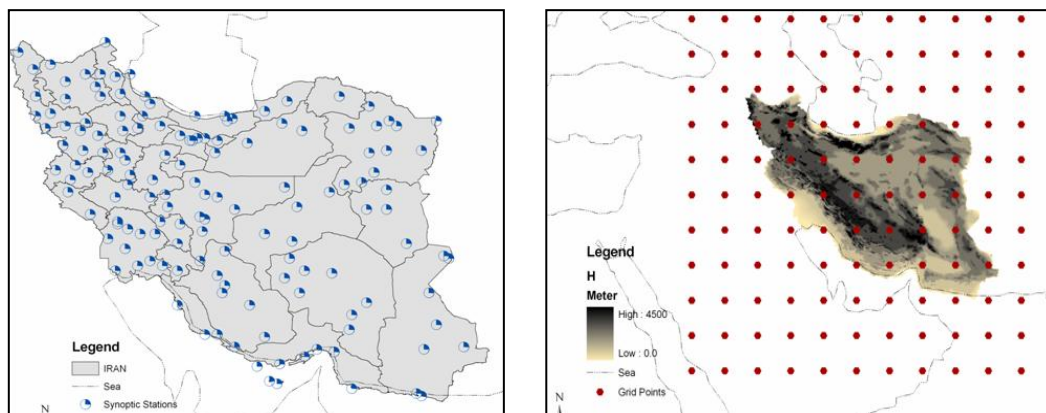 Legend
IRAN
Sea
Synoptic Stations
N
Legend
H
Meter
High : 4500
Low : 0.0
Sea
Grid Points
N